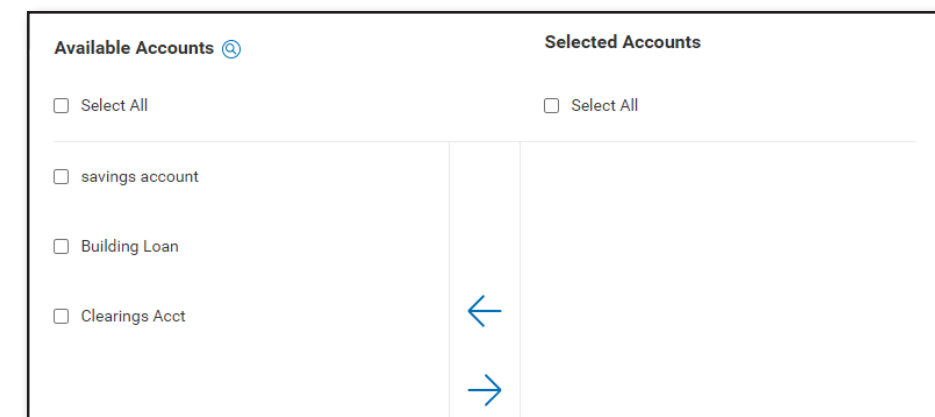 Available Accounts
Selected Accounts
Select All
Select All
savings account
Building Loan
Clearings Acct